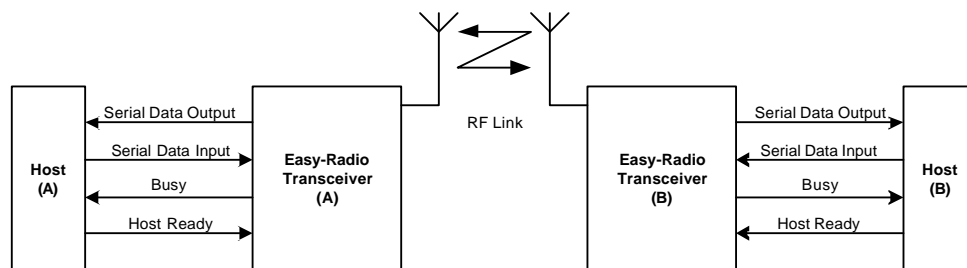 Host
(A)
Serial Data Output
Serial Data Input
Busy
Host Ready
Easy-Radio
Transceiver
(A)
RF Link
Easy-Radio
Transceiver
(B)
Serial Data Output
Serial Data Input
Busy
Host Ready
Host
(B)